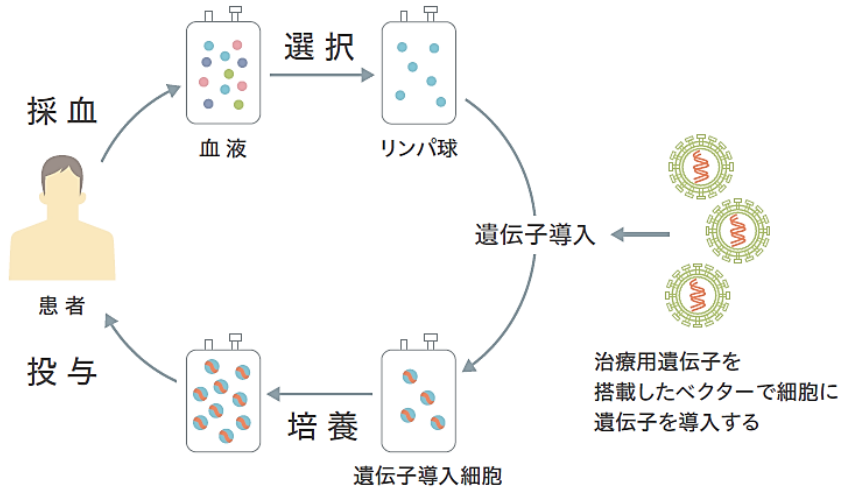 採血
血液
選択
リンパ球
遺伝子導入
治療用遺伝子を
搭載したベクターで細胞に
遺伝子を導入する
遺伝子導入細胞
培養
投与
患者